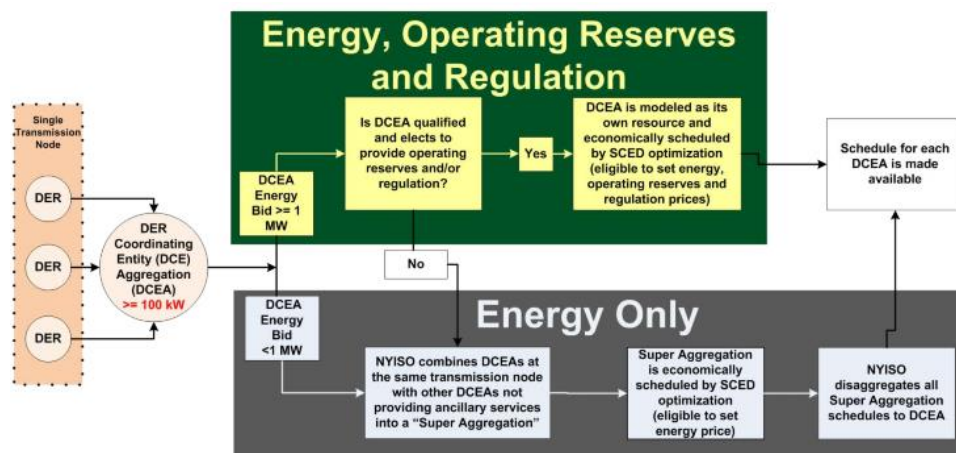 Energy, Operating Reserves
and Regulation
Single
Transmission
Node
DER
DER
DER
DER
Coordinating
Entity (DCE)
Aggregation
(DCEA)
>= 100 kW
DCEA
Energy
Bid >= 1
MW
Is DCEA qualified
and elects to
provide operating
reserves and/or
regulation?
Yes
DCEA is modeled as its
own resource and
economically scheduled
by SCED optimization
(eligible to set energy,
operating reserves and
regulation prices)
Schedule for each
DCEA is made
available
No
Energy Only
DCEA
Energy
Bid
<1 MW
NYISO combines DCEAs at
the same transmission node
with other DCEAs not
providing ancillary services
into a “Super Aggregation”
Super Aggregation
is economically
scheduled by SCED
optimization
(eligible to set
energy price)
NYISO
disaggregates all
Super Aggregation
schedules to DCEA